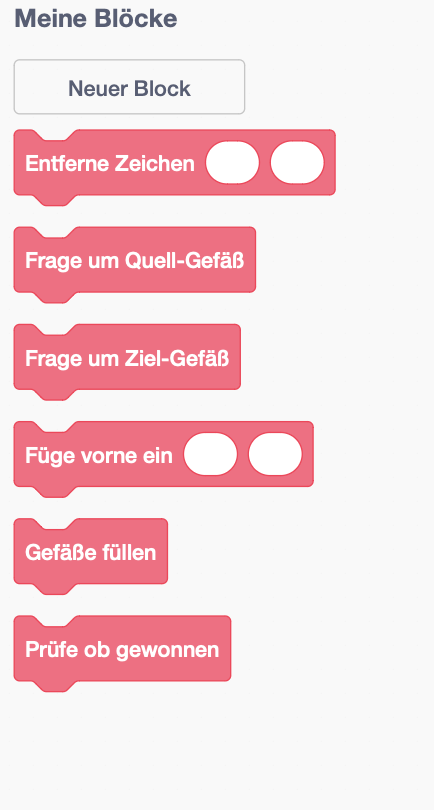 Meine Blöcke
Neuer Block
Entferne Zeichen
Frage um Quell-Gefäß
Frage um Ziel-Gefäß
Füge vorne ein
Gefäße füllen
Prüfe ob gewonnen